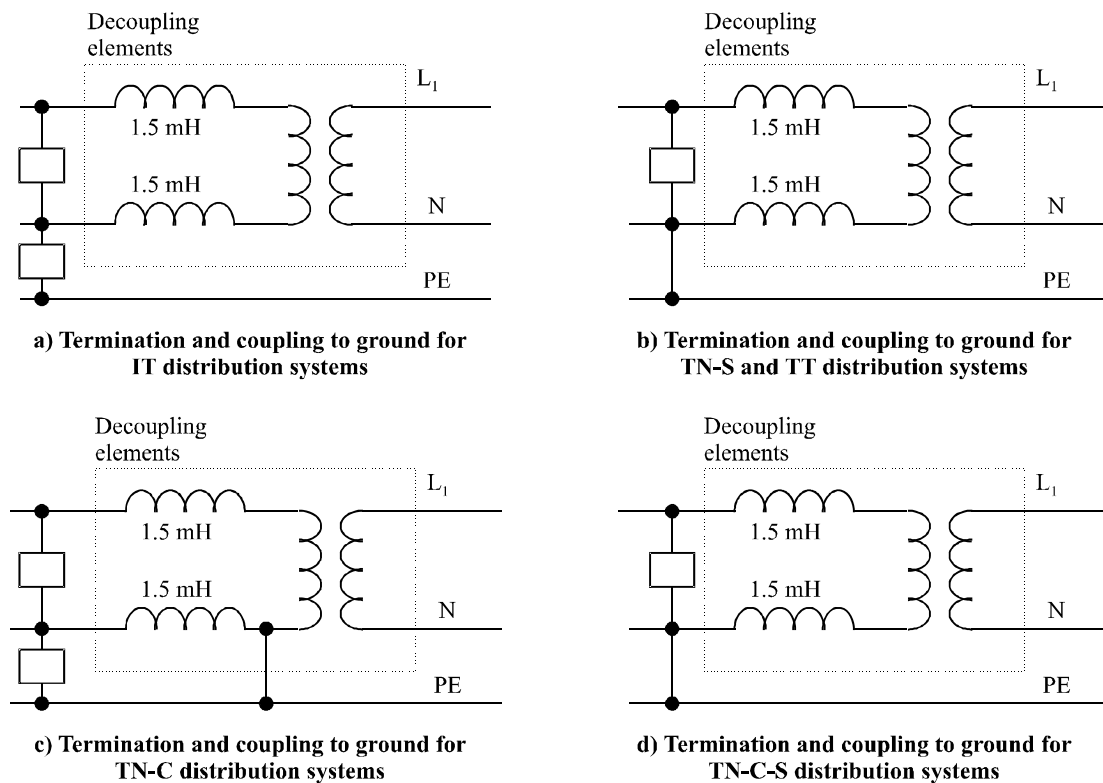 Decoupling
elements
L1
1.5 mH
1.5 mH
N
PE
a) Termination and coupling to ground for
IT distribution systems
Decoupling
elements
L1
1.5 mH
1.5 mH
N
PE
b) Termination and coupling to ground for
TN-S and TT distribution systems
Decoupling
elements
L1
1.5 mH
1.5 mH
N
PE
c) Termination and coupling to ground for
TN-C distribution systems
Decoupling
elements
L1
1.5 mH
1.5 mH
N
PE
d) Termination and coupling to ground for
TN-C-S distribution systems